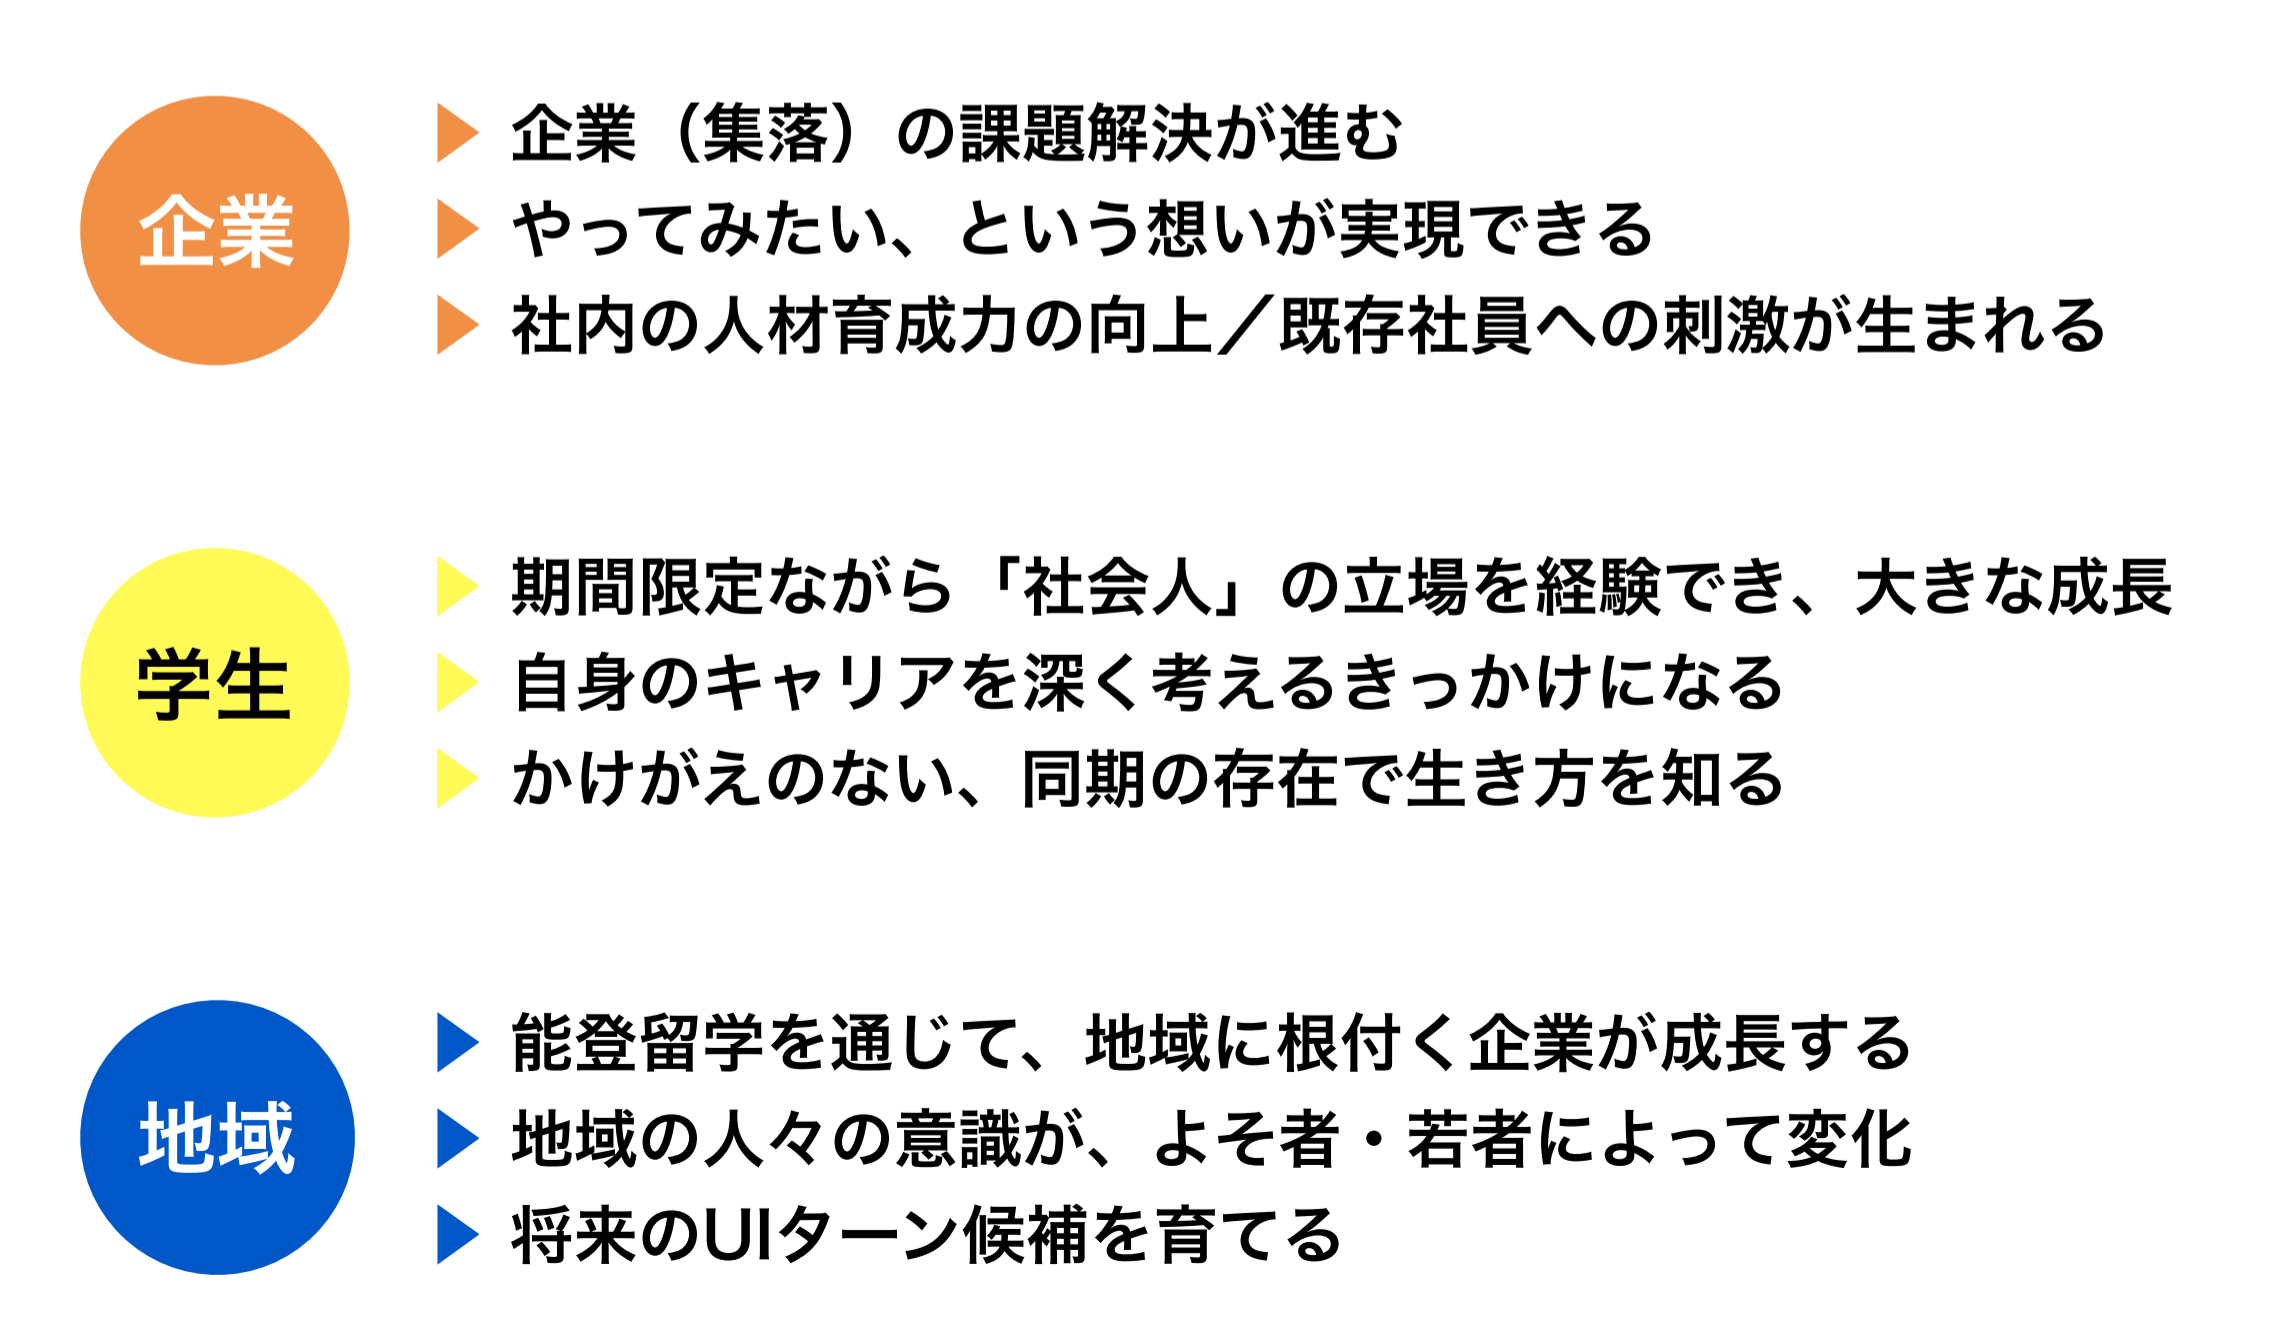 企業
▶企業（集落）の課題解決が進む
▶やってみたい、という想いが実現できる
▶社内の人材育成力の向上／既存社員への刺激が生まれる
学生
▶期間限定ながら「社会人」の立場を経験でき、大きな成長
▶自身のキャリアを深く考えるきっかけになる
▶かけがえのない、同期の存在で生き方を知る
地域
▶能登留学を通じて、地域に根付く企業が成長する
▶地域の人々の意識が、よそ者・若者によって変化
▶将来のUIターン候補を育てる